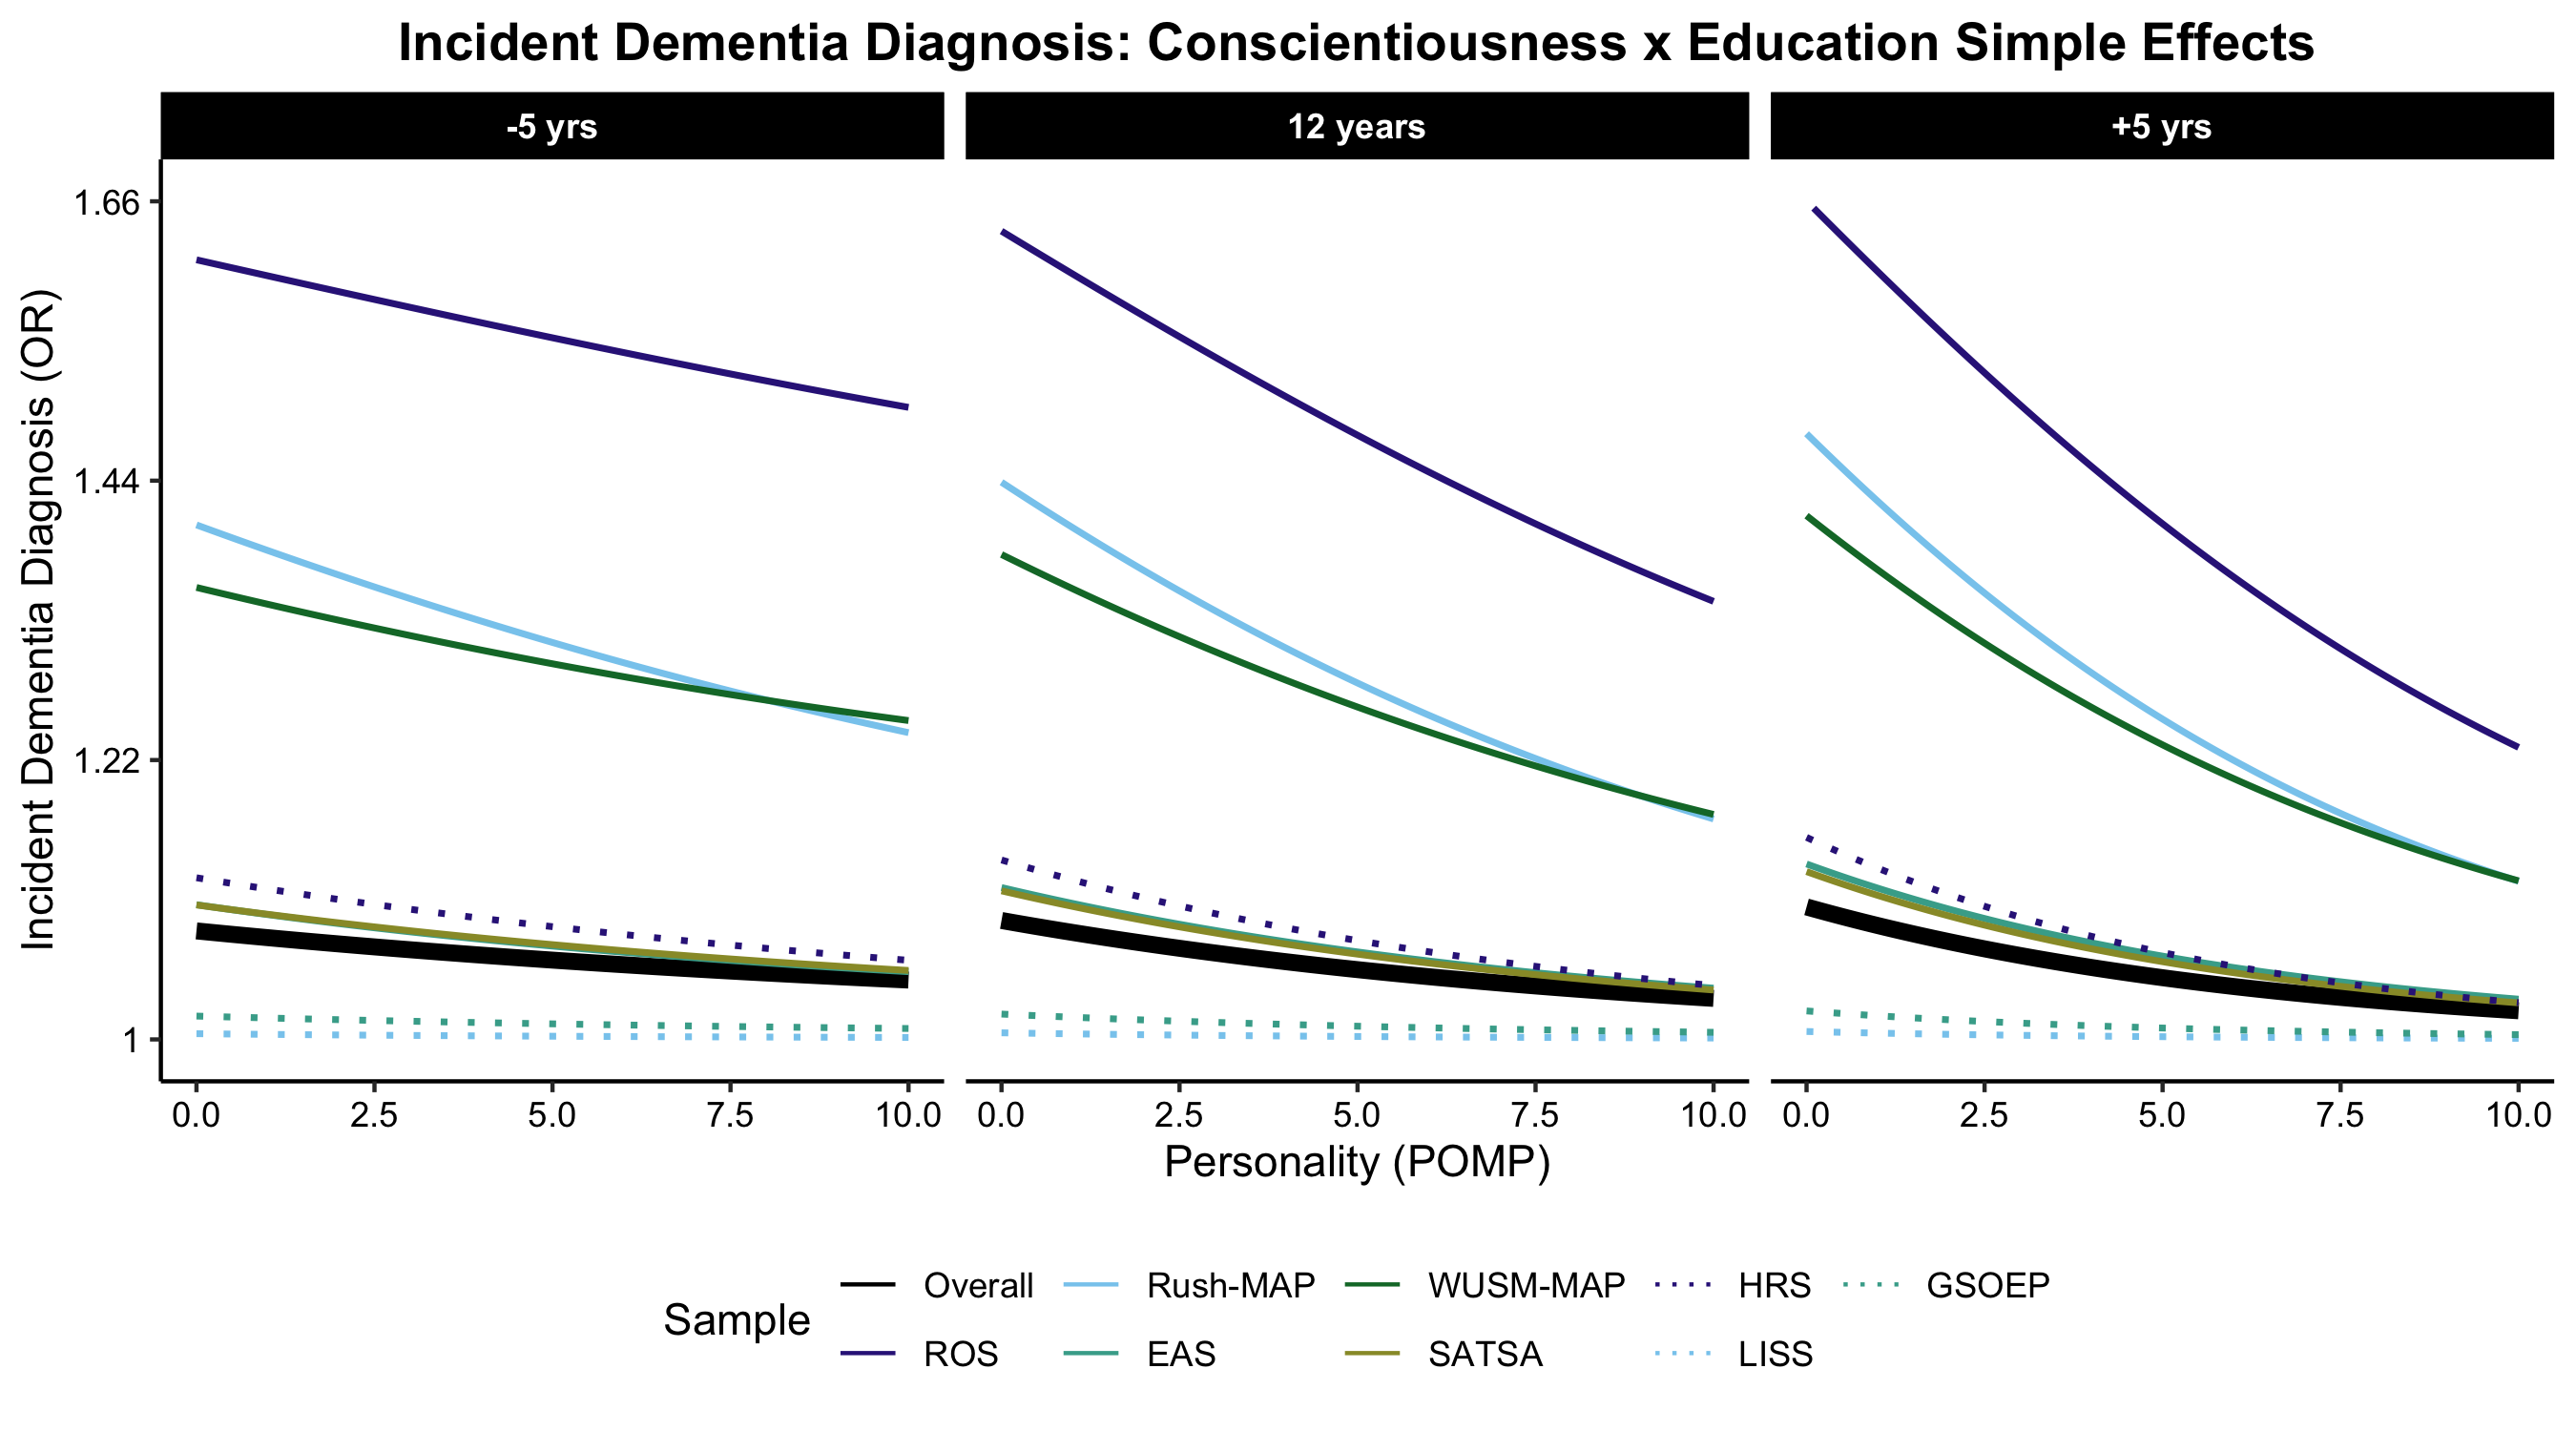 Incident Dementia Diagnosis: Conscientiousness x Education Simple Effects
-5 yrs
12 years
+5 yrs
Incident Dementia Diagnosis (OR)
1.66
1.44
1.22
1
0.0 2.5 5.0 7.5 10.0
0.0 2.5 5.0 7.5 10.0
0.0 2.5 5.0 7.5 10.0
Personality (POMP)
Sample
Overall Rush-MAP WUSM-MAP HRS GSOEP
ROS EAS SATSA LISS